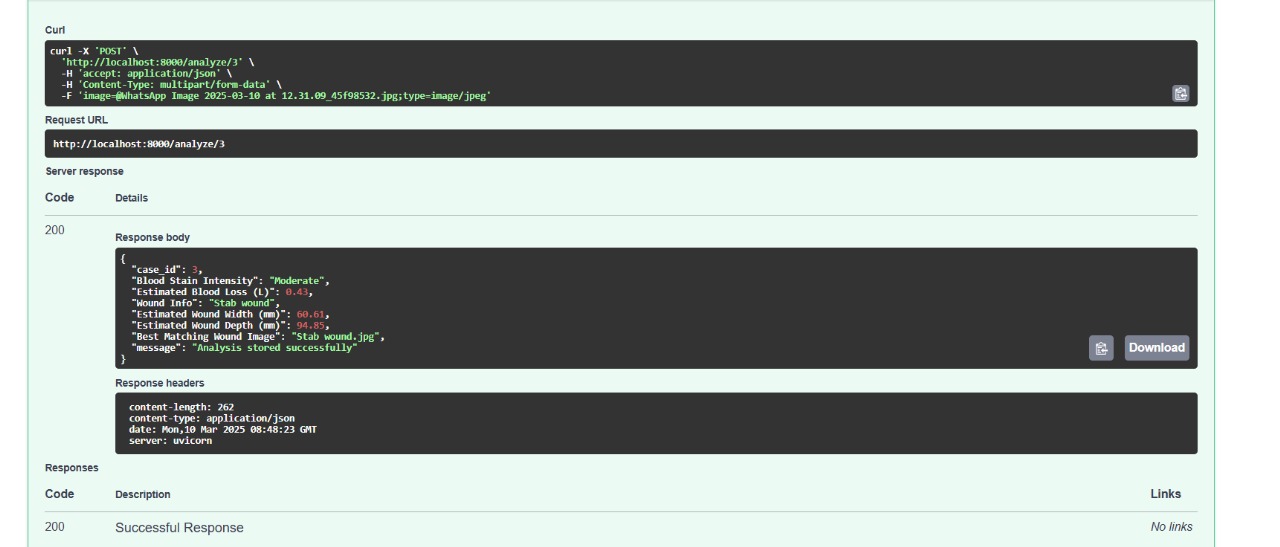 Curl
curl -X 'POST' \
'http://localhost:8000/analyze/3' \
-H 'accept: application/json' \
-H 'Content-Type: multipart/form-data' \
-F 'image=@WhatsApp Image 2025-03-10 at 12.31.09_45f98532.jpg;type=image/jpeg'
Request URL
http://localhost:8000/analyze/3
Server response
Code Details
200
Response body
{
"case_id": 3,
"Blood Stain Intensity": "Moderate",
"Estimated Blood Loss (L)": 0.43,
"Wound Info": "Stab wound",
"Estimated Wound Width (mm)": 60.61,
"Estimated Wound Depth (mm)": 94.85,
"Best Matching Wound Image": "Stab wound.jpg",
"message": "Analysis stored successfully"
}
Download
Response headers
content-length: 262
content-type: application/json
date: Mon,10 Mar 2025 08:48:23 GMT
server: uvicorn
Responses
Code Description Links
200 Successful Response No links